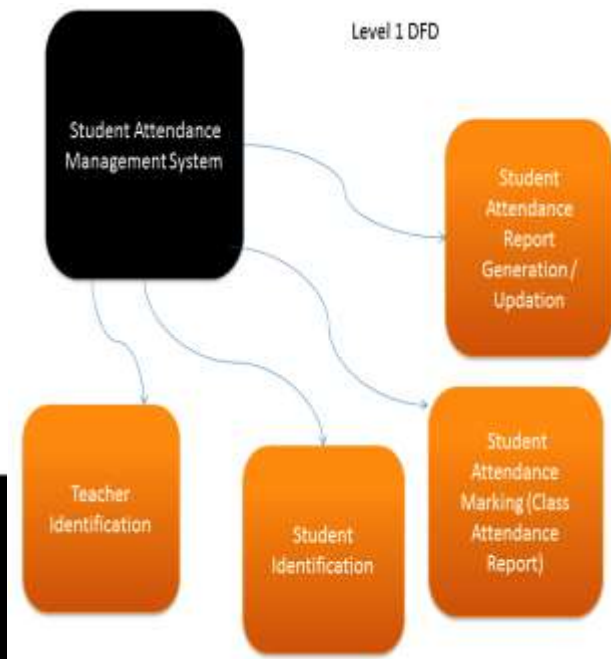 Level 1 DFD
Student Attendance
Management System
Student
Attendance
Report
Generation /
Updation
Teacher
Identification
Student
Identification
Student
Attendance
Marking (Class
Attendance
Report)